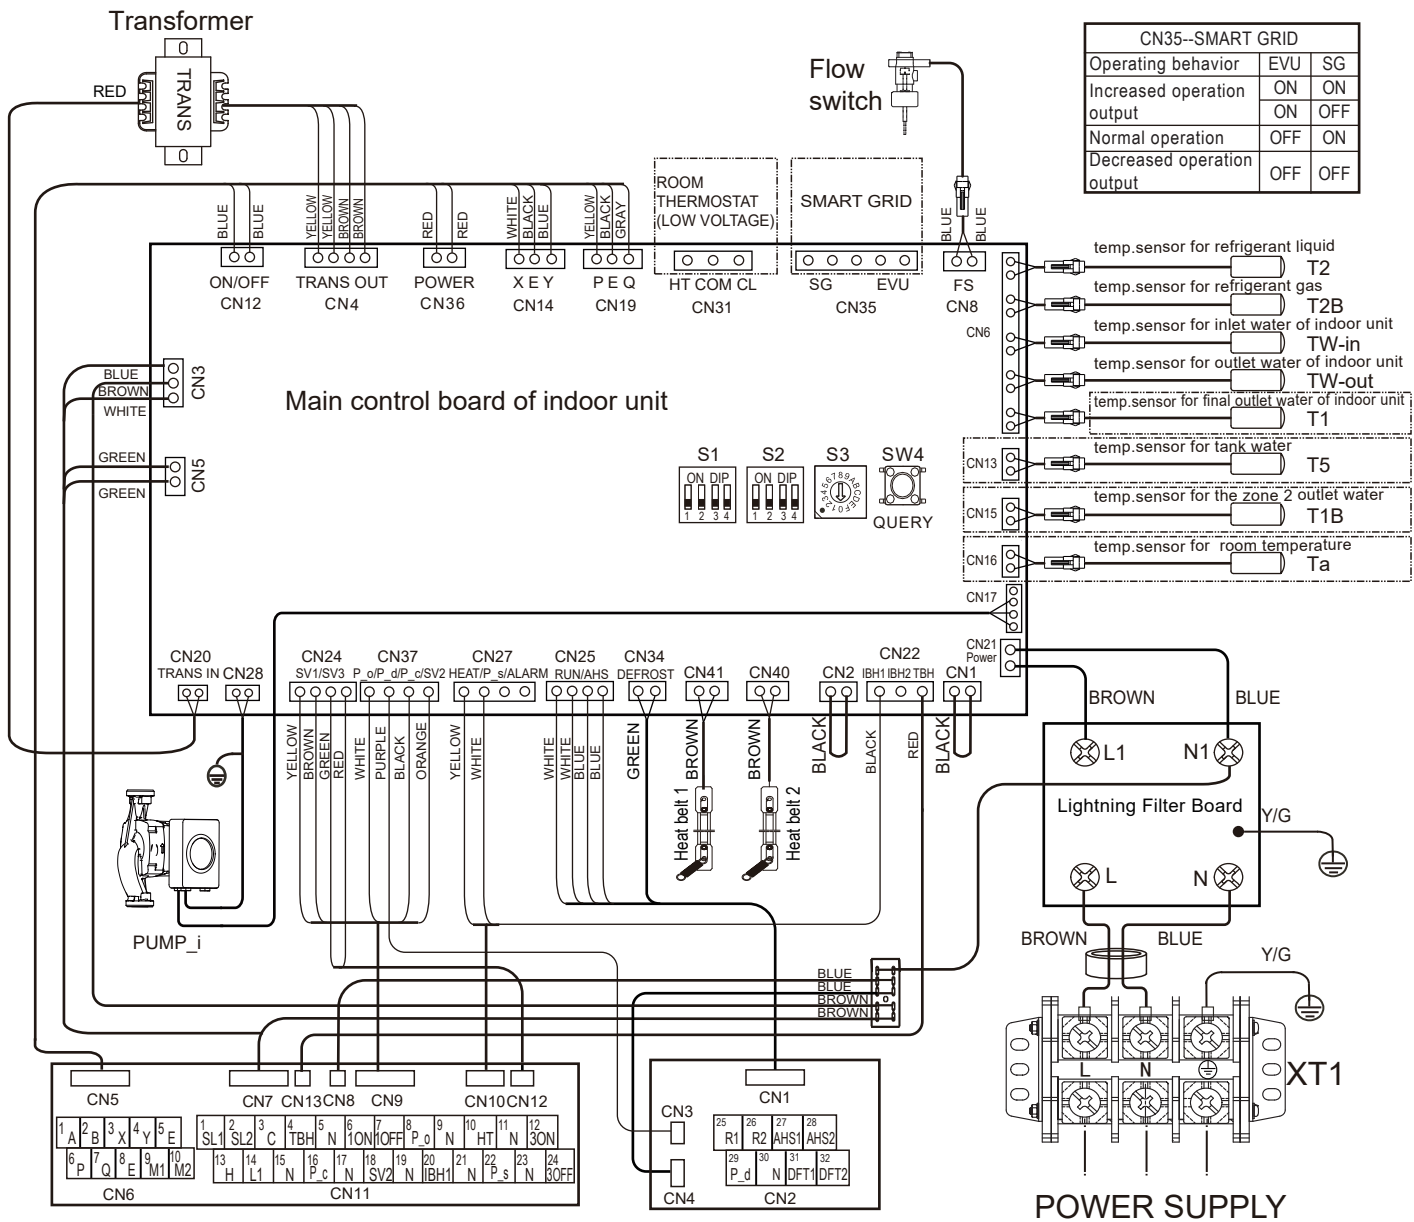 Transformer
RED
TRANS
Flow
switch
CN35--SMART GRID
Operating behavior EVU SG
Increased operation output ON ON
ON OFF
Normal operation OFF ON
Decreased operation output OFF OFF
BLUE BLUE
YELLOW YELLOW BROWN BROWN
RED RED
WHITE BLACK BLUE
YELLOW BLACK GRAY
ROOM
THERMOSTAT
(LOW VOLTAGE)
SMART GRID
BLUE BLUE
ON/OFF
CN12
TRANS OUT
CN4
POWER
CN36
X E Y
CN14
P E Q
CN19
HT COM CL
CN31
SG EVU
CN35
FS
CN8
CN6
temp.sensor for refrigerant liquid
T2
temp.sensor for refrigerant gas
T2B
temp.sensor for inlet water of indoor unit
TW-in
temp.sensor for outlet water of indoor unit
TW-out
temp.sensor for final outlet water of indoor unit
T1
CN13
temp.sensor for tank water
T5
CN15
temp.sensor for the zone 2 outlet water
T1B
CN16
temp.sensor for room temperature
Ta
CN17
CN21
Power
BLUE
BROWN
WHITE
CN3
GREEN
GREEN
CN5
Main control board of indoor unit
S1 S2 S3 SW4
ON DIP
1 2 3 4
ON DIP
1 2 3 4
0123456789ABCDEF
QUERY
CN20
TRANS IN
CN28
CN24
SV1/SV3
CN37
P_o/P_d/P_c/SV2
CN27
HEAT/P_s/ALARM
CN25
RUN/AHS
CN34
DEFROST
CN41
CN40
CN2
CN22
IBH1 IBH2 TBH
CN1
YELLOW BROWN GREEN RED
WHITE PURPLE BLACK ORANGE
YELLOW WHITE
WHITE WHITE BLUE BLUE
GREEN
BROWN
BROWN
BLACK
BLACK
RED
BLACK
BROWN
BLUE
Heat belt 1
Heat belt 2
L1 N1
Lightning Filter Board
Y/G
L N
BROWN
BLUE
Y/G
PUMP_i
BLUE
BLUE
BROWN
BROWN
L N
XT1
POWER SUPPLY
CN5 CN7 CN13 CN8 CN9 CN10 CN12
1 A 2 B 3 X 4 Y 5 E
6 P 7 Q 8 E 9 M1 10 M2
CN6
1 SL1 2 SL2 3 C 4 TBH 5 N 6 1ON 7 1OFF 8 P_o 9 N 10 HT 11 N 12 3ON
13 H 14 L1 15 N 16 P_c 17 N 18 SV2 19 N 20 IBH1 21 N 22 P_s 23 N 24 3OFF
CN11
CN1
CN3
CN4
25 R1 26 R2 27 AHS1 28 AHS2
29 P_d 30 N 31 DFT1 32 DFT2
CN2